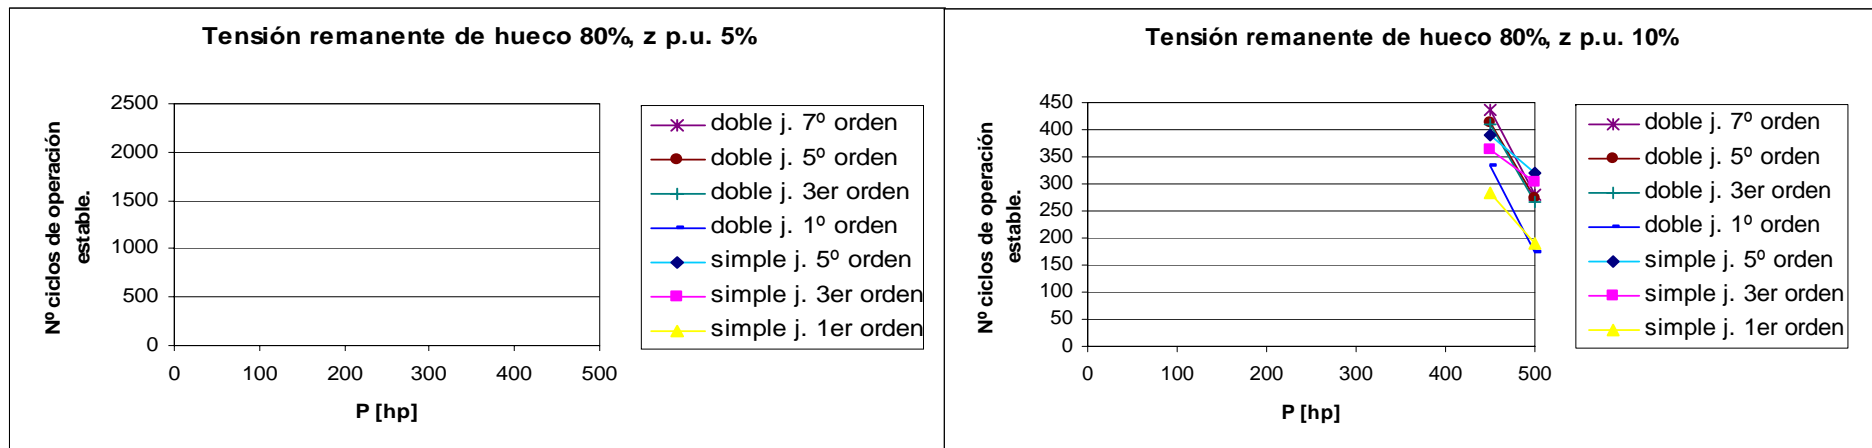 Tensión remanente de hueco 80%, z p.u. 5%
Nº ciclos de operación
estable.
2500
2000
1500
1000
500
0
0 100 200 300 400 500
P [hp]
doble j. 7º orden
doble j. 5º orden
doble j. 3er orden
doble j. 1º orden
simple j. 5º orden
simple j. 3er orden
simple j. 1er orden
Tensión remanente de hueco 80%, z p.u. 10%
Nº ciclos de operación
estable.
450
400
350
300
250
200
150
100
50
0
0 100 200 300 400 500
P [hp]
doble j. 7º orden
doble j. 5º orden
doble j. 3er orden
doble j. 1º orden
simple j. 5º orden
simple j. 3er orden
simple j. 1er orden